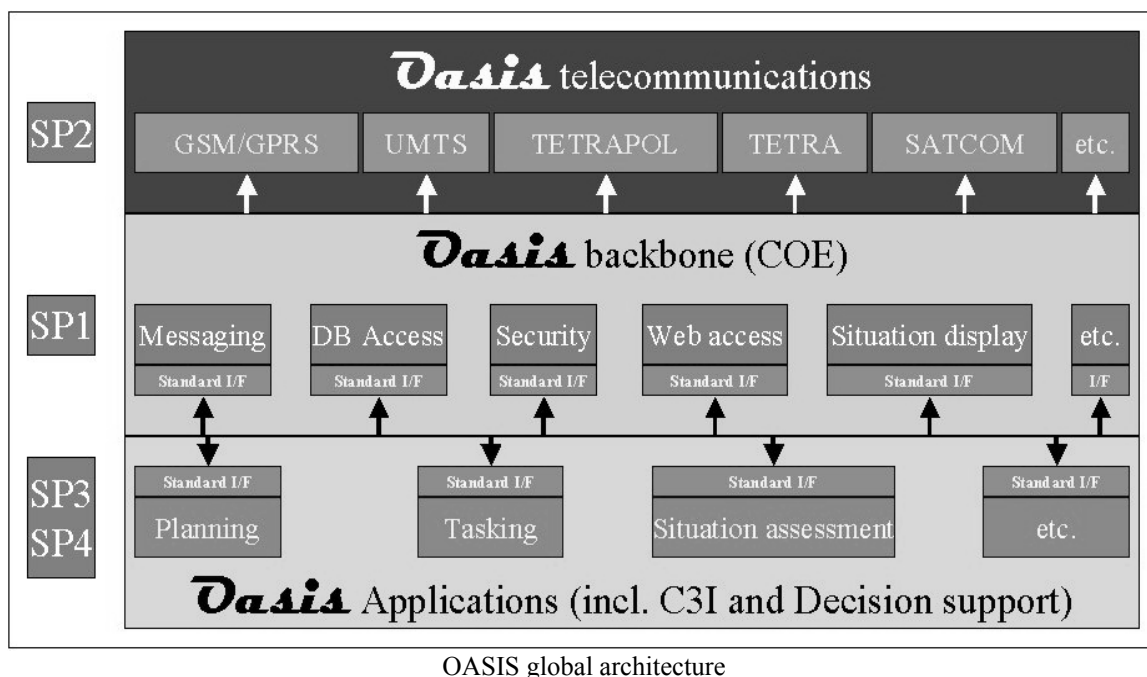 Oasis telecommunications
SP2
GSM/GPRS UMTS TETRAPOL TETRA SATCOM etc.
Oasis backbone (COE)
SP1
Messaging DB Access Security Web access Situation display etc.
Standard I/F Standard I/F Standard I/F Standard I/F Standard I/F I/F
SP3
SP4
Standard I/F Standard I/F Standard I/F Standard I/F
Planning Tasking Situation assessment etc.
Oasis Applications (incl. C3I and Decision support)
OASIS global architecture